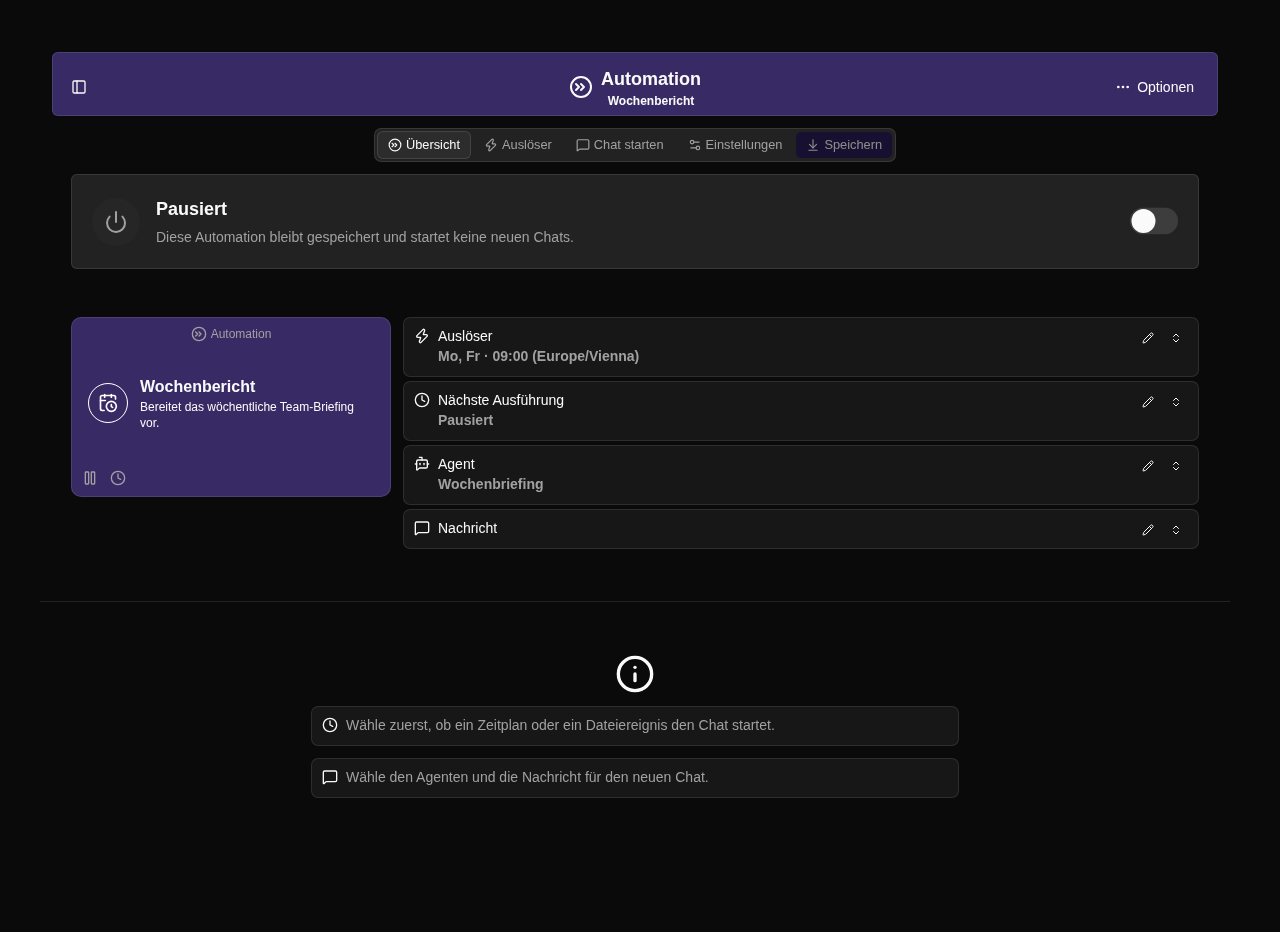 Automation
Wochenbericht
Optionen
Übersicht
Auslöser
Chat starten
Einstellungen
Speichern
Pausiert
Diese Automation bleibt gespeichert und startet keine neuen Chats.
Automation
Wochenbericht
Bereitet das wöchentliche Team-Briefing
vor.
Auslöser
Mo, Fr · 09:00 (Europe/Vienna)
Nächste Ausführung
Pausiert
Agent
Wochenbriefing
Nachricht
Wähle zuerst, ob ein Zeitplan oder ein Dateiereignis den Chat startet.
Wähle den Agenten und die Nachricht für den neuen Chat.